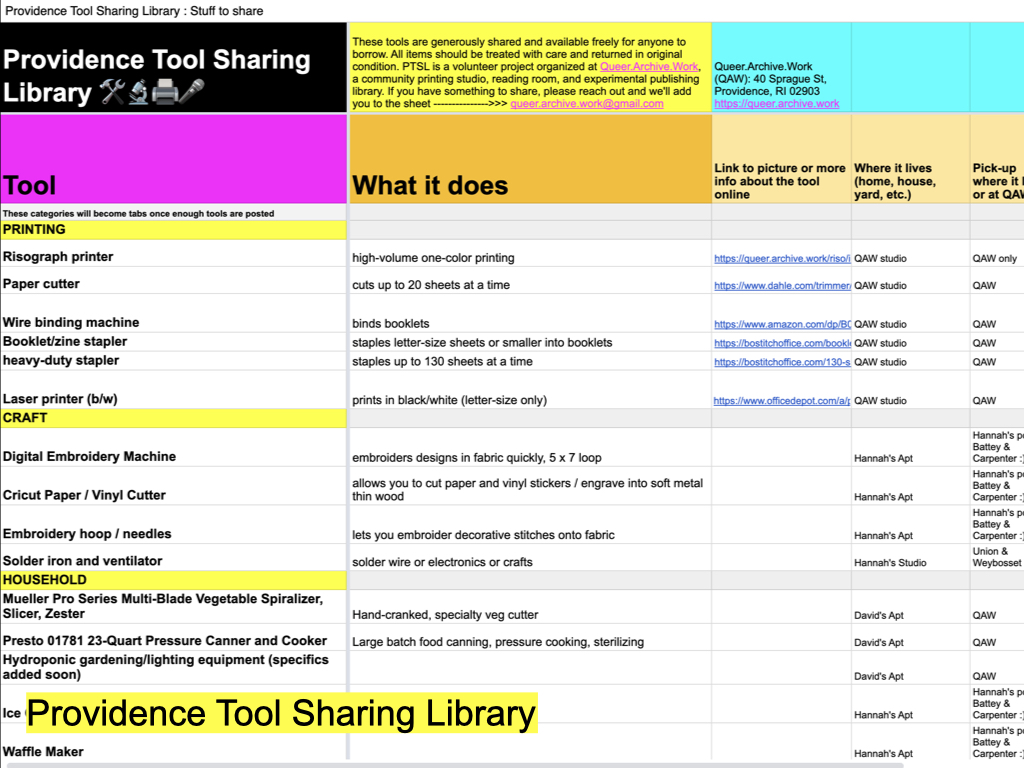 Providence Tool Sharing Library : Stuff to share
Providence Tool Sharing
Library 🛠️🔬🖨️🎤
These tools are generously shared and available freely for anyone to
borrow. All items should be treated with care and returned in original
condition. PTSL is a volunteer project organized at Queer.Archive.Work,
a community printing studio, reading room, and experimental publishing
library. If you have something to share, please reach out and we'll add
you to the sheet --------------->>> queer.archive.work@gmail.com
Queer.Archive.Work
(QAW): 40 Sprague St,
Providence, RI 02903
https://queer.archive.work
Tool
What it does
Link to picture or more
info about the tool
online
Where it lives
(home, house,
yard, etc.)
Pick-up
where it
or at QAW
These categories will become tabs once enough tools are posted
PRINTING
Risograph printer
high-volume one-color printing
https://queer.archive.work/riso/i
QAW studio
QAW only
Paper cutter
cuts up to 20 sheets at a time
https://www.dahle.com/trimmer/
QAW studio
QAW
Wire binding machine
binds booklets
https://www.amazon.com/dp/B0
QAW studio
QAW
Booklet/zine stapler
staples letter-size sheets or smaller into booklets
https://bostitchoffice.com/bookle
QAW studio
QAW
heavy-duty stapler
staples up to 130 sheets at a time
https://bostitchoffice.com/130-s
QAW studio
QAW
Laser printer (b/w)
prints in black/white (letter-size only)
https://www.officedepot.com/a/p
QAW studio
QAW
CRAFT
Digital Embroidery Machine
embroiders designs in fabric quickly, 5 x 7 loop
Hannah's Apt
Hannah's po
Battey &
Carpenter :)
Cricut Paper / Vinyl Cutter
allows you to cut paper and vinyl stickers / engrave into soft metal
thin wood
Hannah's Apt
Hannah's po
Battey &
Carpenter :)
Embroidery hoop / needles
lets you embroider decorative stitches onto fabric
Hannah's Apt
Hannah's po
Battey &
Carpenter :)
Solder iron and ventilator
solder wire or electronics or crafts
Hannah's Studio
Union &
Weybosset
HOUSEHOLD
Mueller Pro Series Multi-Blade Vegetable Spiralizer,
Slicer, Zester
Hand-cranked, specialty veg cutter
David's Apt
QAW
Presto 01781 23-Quart Pressure Canner and Cooker
Large batch food canning, pressure cooking, sterilizing
David's Apt
QAW
Hydroponic gardening/lighting equipment (specifics
added soon)
David's Apt
QAW
Ice
Hannah's Apt
Hannah's po
Battey &
Carpenter :)
Providence Tool Sharing Library
Waffle Maker
Hannah's Apt
Hannah's po
Battey &
Carpenter :)